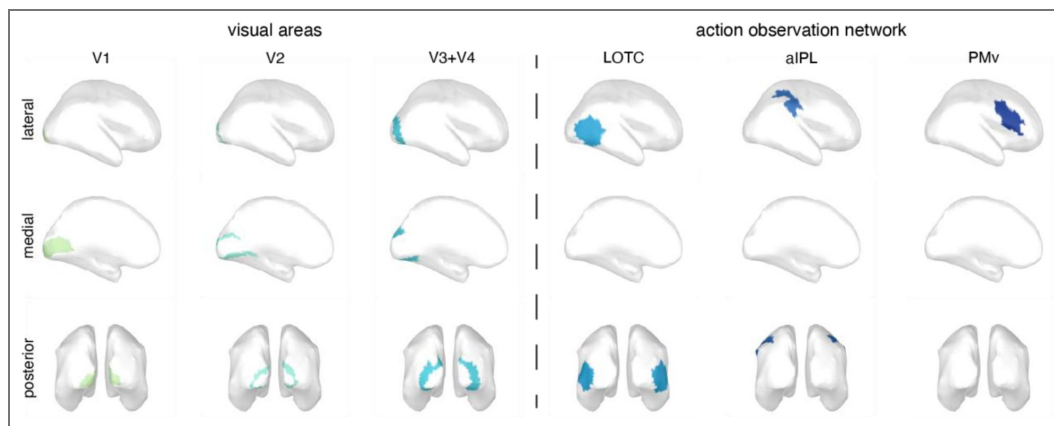 visual areas
action observation network
V1
V2
V3+V4
LOTC
aIPL
PMv
lateral
medial
posterior